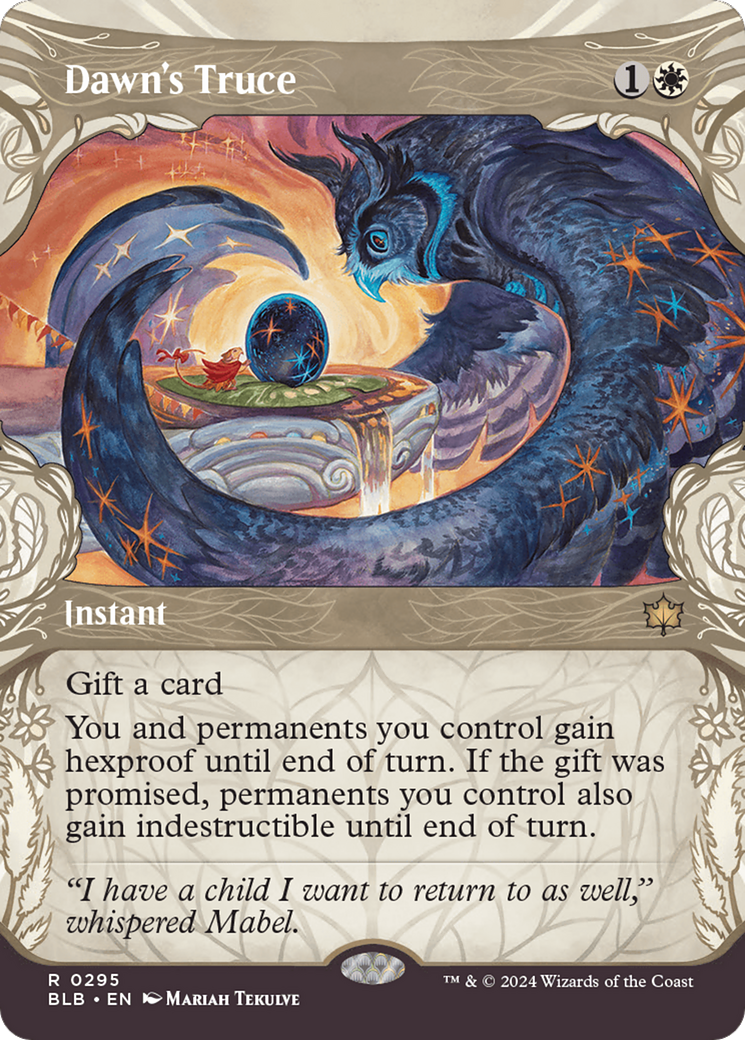 Dawn's Truce 1
Instant
Gift a card
You and permanents you control gain
hexproof until end of turn. If the gift was
promised, permanents you control also
gain indestructible until end of turn.
“I have a child I want to return to as well,”
whispered Mabel.
R 0295
BLB • EN Mariah Tekulve
™ & © 2024 Wizards of the Coast